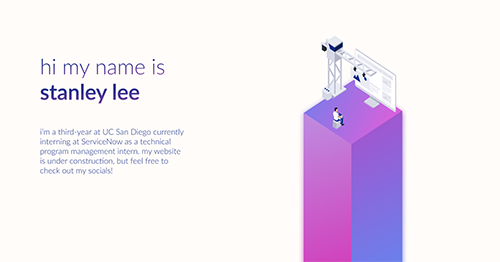 hi my name is
stanley lee
i'm a third-year at UC San Diego currently
interning at ServiceNow as a technical
program management intern. my website
is under construction, but feel free to
check out my socials!